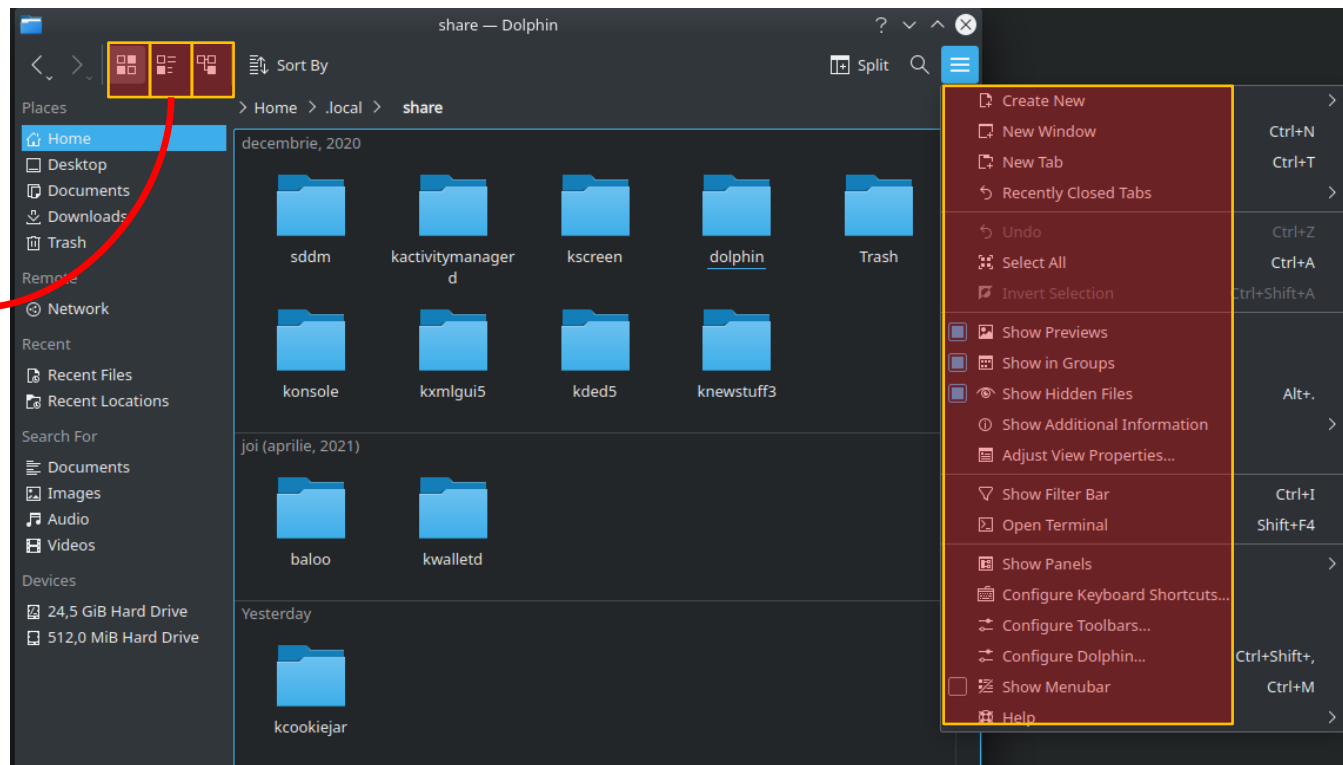 share — Dolphin
Sort By
Split
Places
> Home > .local > share
Home
Desktop
Documents
Downloads
Trash
Remote
Network
Recent
Recent Files
Recent Locations
Search For
Documents
Images
Audio
Videos
Devices
24,5 GiB Hard Drive
512,0 MiB Hard Drive
decembrie, 2020
sddm
kactivitymanager
d
kscreen
dolphin
Trash
konsole
kxmlgui5
kded5
knewstuff3
joi (aprilie, 2021)
baloo
kwalletd
Yesterday
kcookiejar
Create New
New Window Ctrl+N
New Tab Ctrl+T
Recently Closed Tabs
Undo Ctrl+Z
Select All Ctrl+A
Invert Selection Ctrl+Shift+A
Show Previews
Show in Groups
Show Hidden Files Alt+.
Show Additional Information
Adjust View Properties...
Show Filter Bar Ctrl+I
Open Terminal Shift+F4
Show Panels
Configure Keyboard Shortcuts...
Configure Toolbars...
Configure Dolphin... Ctrl+Shift+,
Show Menubar Ctrl+M
Help